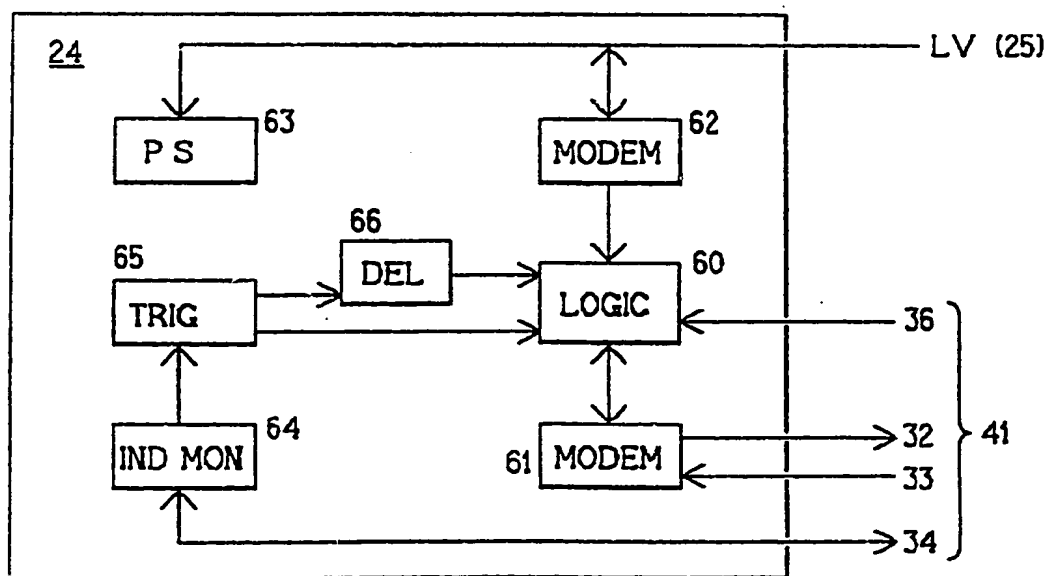 24
LV (25)
63
62
P S
MODEM
66
65
60
DEL
TRIG
LOGIC
36
64
32
41
IND MON
61
MODEM
33
34